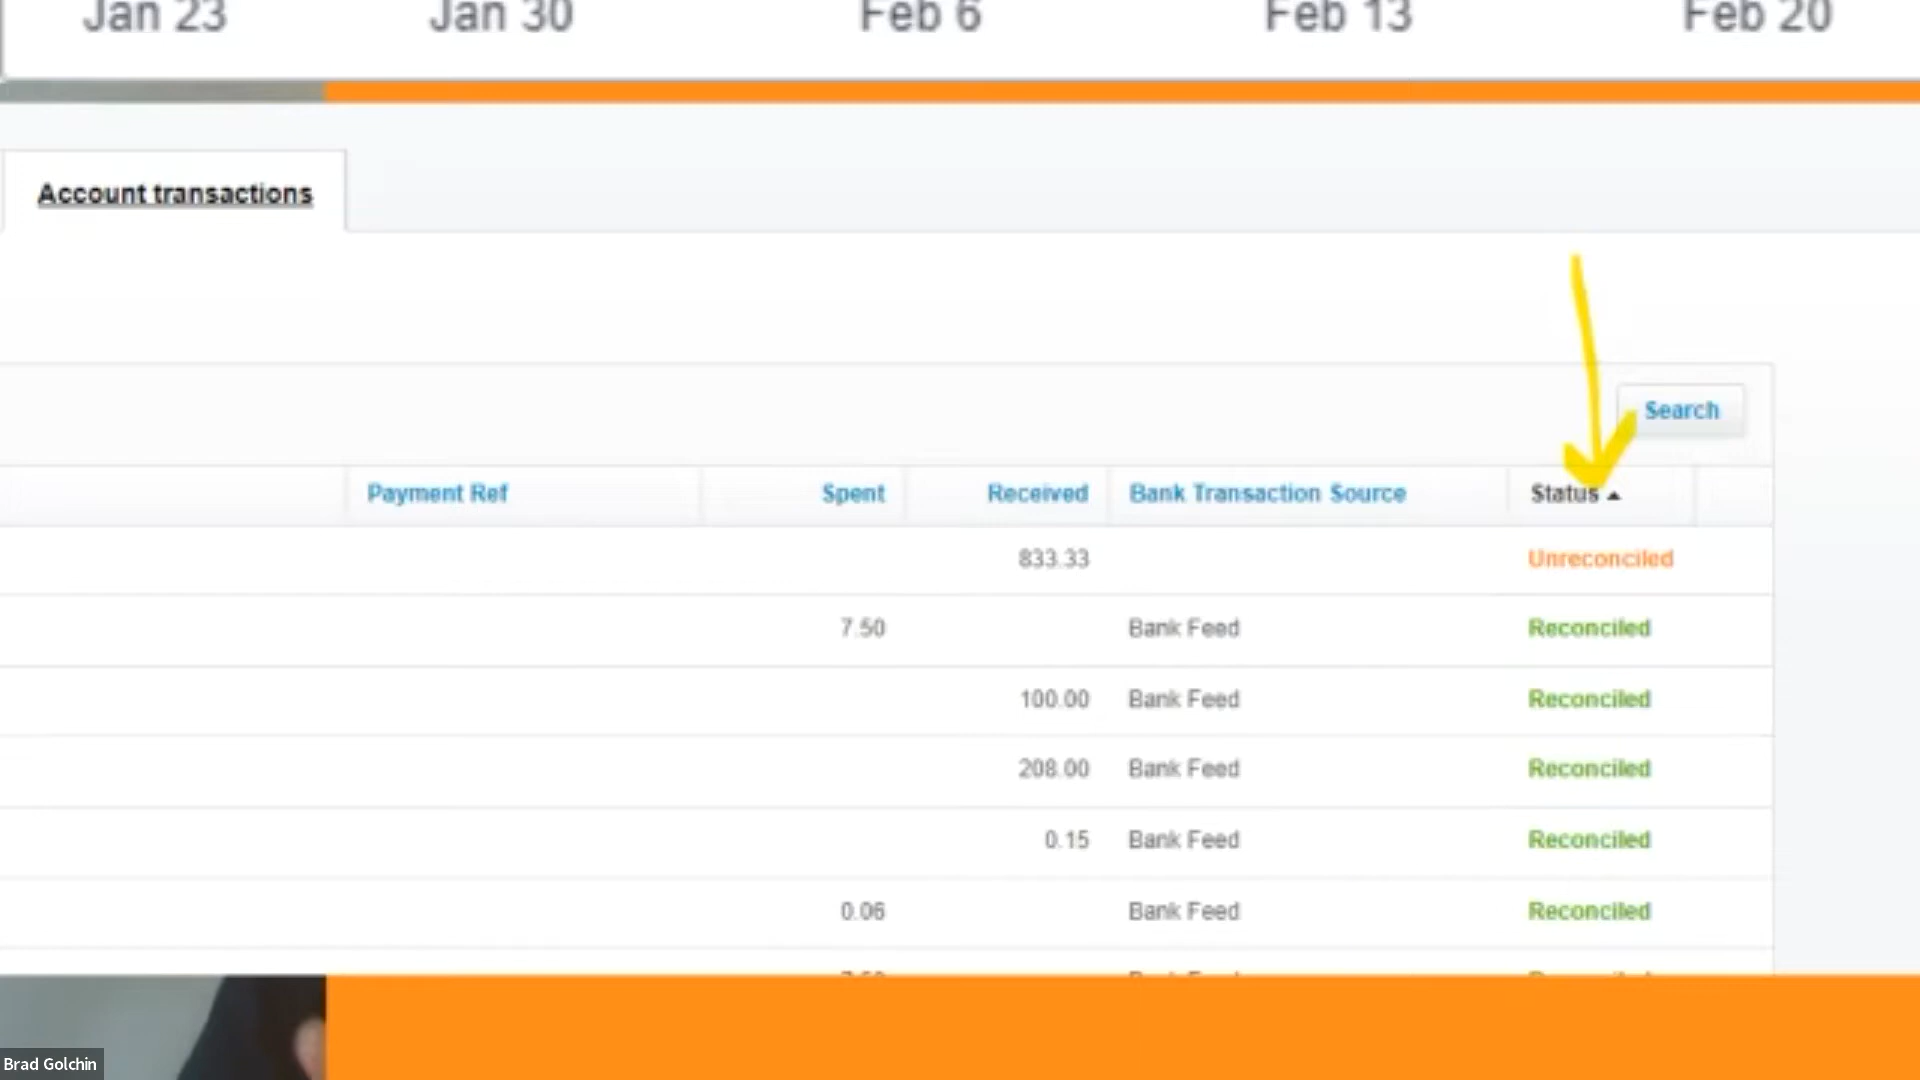 Jan 23 Jan 30 Feb 6 Feb 13 Feb 20
Account transactions
Search
Payment Ref Spent Received Bank Transaction Source Status
833.33 Unreconciled
7.50 Bank Feed Reconciled
100.00 Bank Feed Reconciled
208.00 Bank Feed Reconciled
0.15 Bank Feed Reconciled
0.06 Bank Feed Reconciled
Brad Golchin